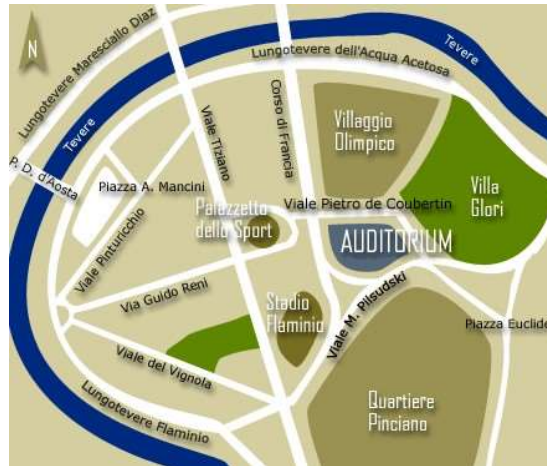 N
Lungotevere Maresciallo Diaz
Lungotevere dell'Acqua Acetosa
Tevere
Tevere
Viale Tiziano
Corso di Francia
Villaggio
Olimpico
P. D. d'Aosta
Piazza A. Mancini
Villa
Glori
Viale Pinturicchio
Palazzetto
dello Sport
Viale Pietro de Coubertin
AUDITORIUM
Via Guido Reni
Stadio
Flaminio
Viale M. Pilsudski
Piazza Euclide
Viale del Vignola
Lungotevere Flaminio
Quartiere
Pinciano